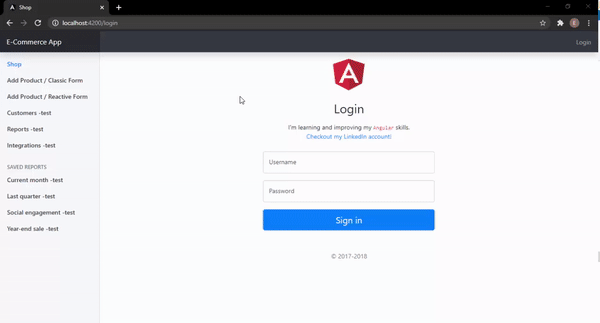 Shop
localhost:4200/login
E
E-Commerce App
Login
Shop
Add Product / Classic Form
Add Product / Reactive Form
Customers -test
Reports -test
Integrations -test
SAVED REPORTS
Current month -test
Last quarter -test
Social engagement -test
Year-end sale -test
A
Login
I'm learning and improving my Angular skills.
Checkout my LinkedIn account!
Username
Password
Sign in
© 2017-2018